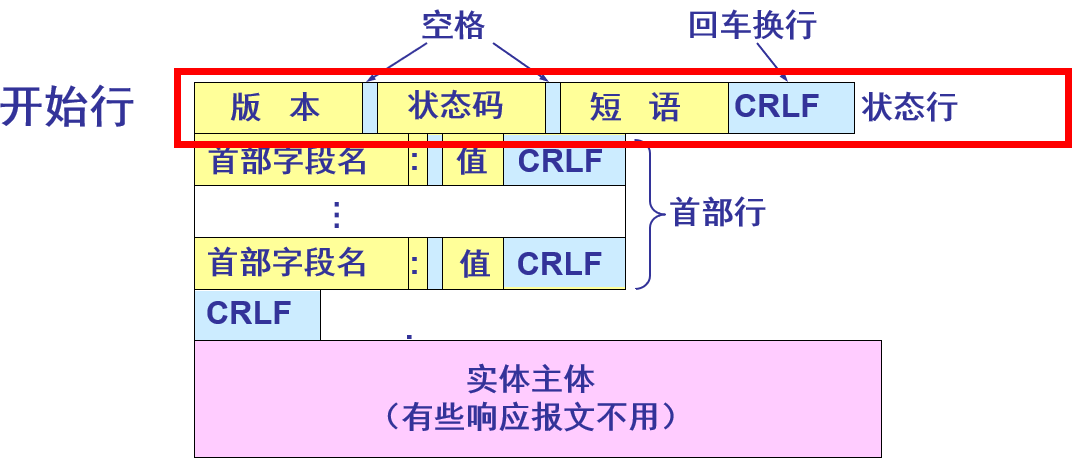 空格 回车换行
开始行 版 本 状态码 短 语 CRLF 状态行
首部字段名 : 值 CRLF
⋮ 首部行
首部字段名 : 值 CRLF
CRLF
实体主体
（有些响应报文不用）